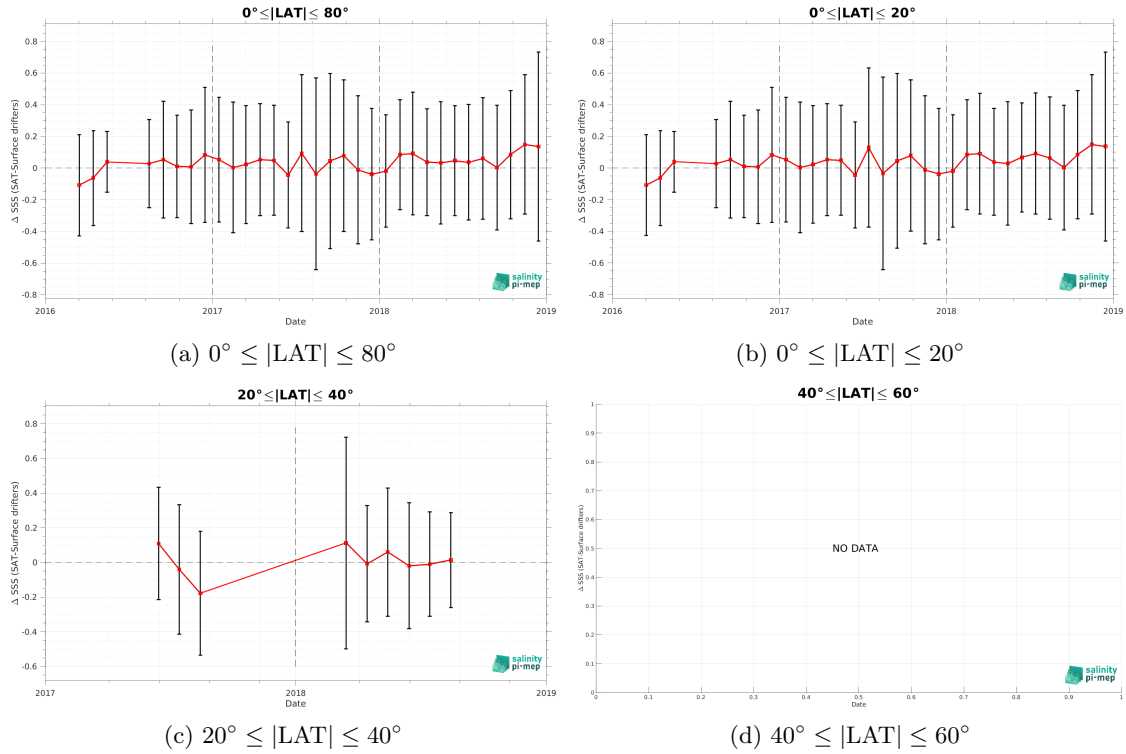 0°≤|LAT|≤ 80°
Δ SSS (SAT-Surface drifters)
0.8
0.6
0.4
0.2
0
-0.2
-0.4
-0.6
-0.8
2016
2017
2018
2019
Date
salinity
pi-mep
(a) 0° ≤ |LAT| ≤ 80°
0°≤|LAT|≤ 20°
Δ SSS (SAT-Surface drifters)
0.8
0.6
0.4
0.2
0
-0.2
-0.4
-0.6
-0.8
2016
2017
2018
2019
Date
salinity
pi-mep
(b) 0° ≤ |LAT| ≤ 20°
20°≤|LAT|≤ 40°
Δ SSS (SAT-Surface drifters)
0.8
0.6
0.4
0.2
0
-0.2
-0.4
-0.6
2017
2018
2019
Date
salinity
pi-mep
(c) 20° ≤ |LAT| ≤ 40°
40°≤|LAT|≤ 60°
Δ SSS (SAT-Surface drifters)
1
0.9
0.8
0.7
0.6
0.5
0.4
0.3
0.2
0.1
0
NO DATA
0 0.1 0.2 0.3 0.4 0.5 0.6 0.7 0.8 0.9 1
Date
salinity
pi-mep
(d) 40° ≤ |LAT| ≤ 60°